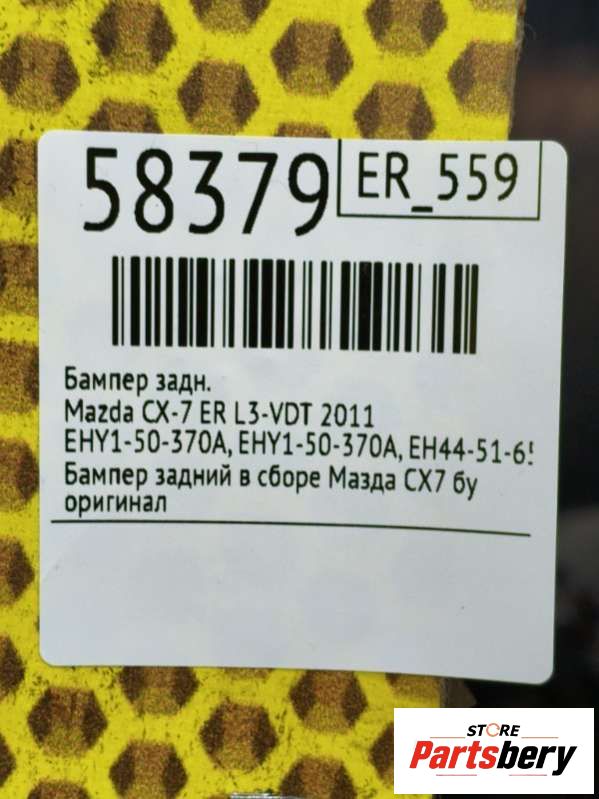 58379
ER_559
Бампер задн.
Mazda CX-7 ER L3-VDT 2011
EHY1-50-370A, EHY1-50-370A, EH44-51-6
Бампер задний в сборе Мазда CX7 бу
оригинал
STORE
Partsbery